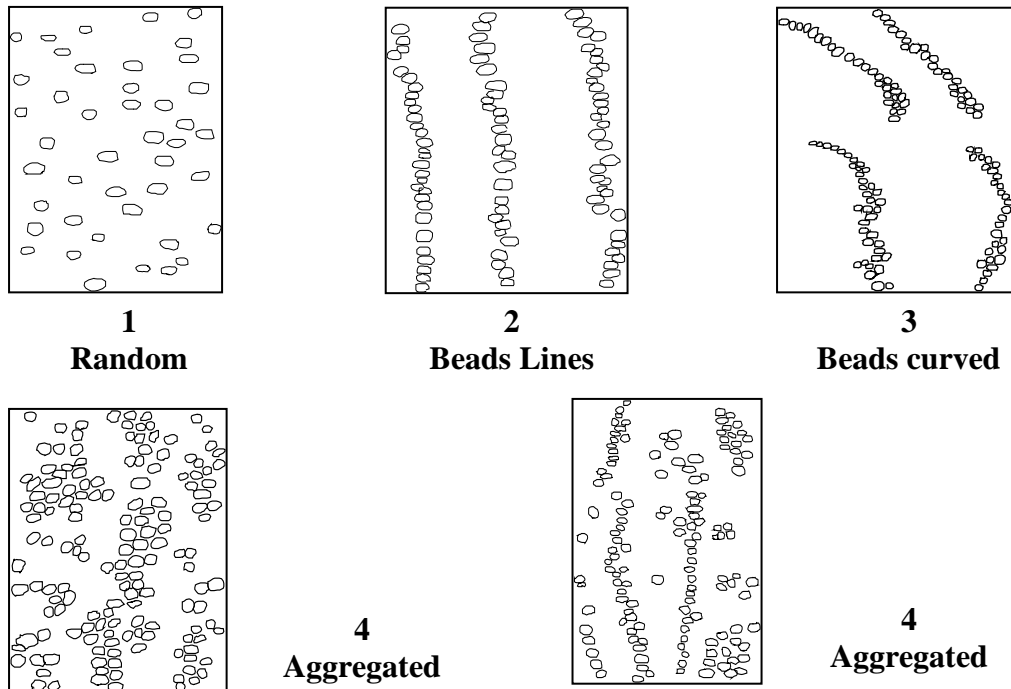 1
Random
2
Beads Lines
3
Beads curved
4
Aggregated
4
Aggregated